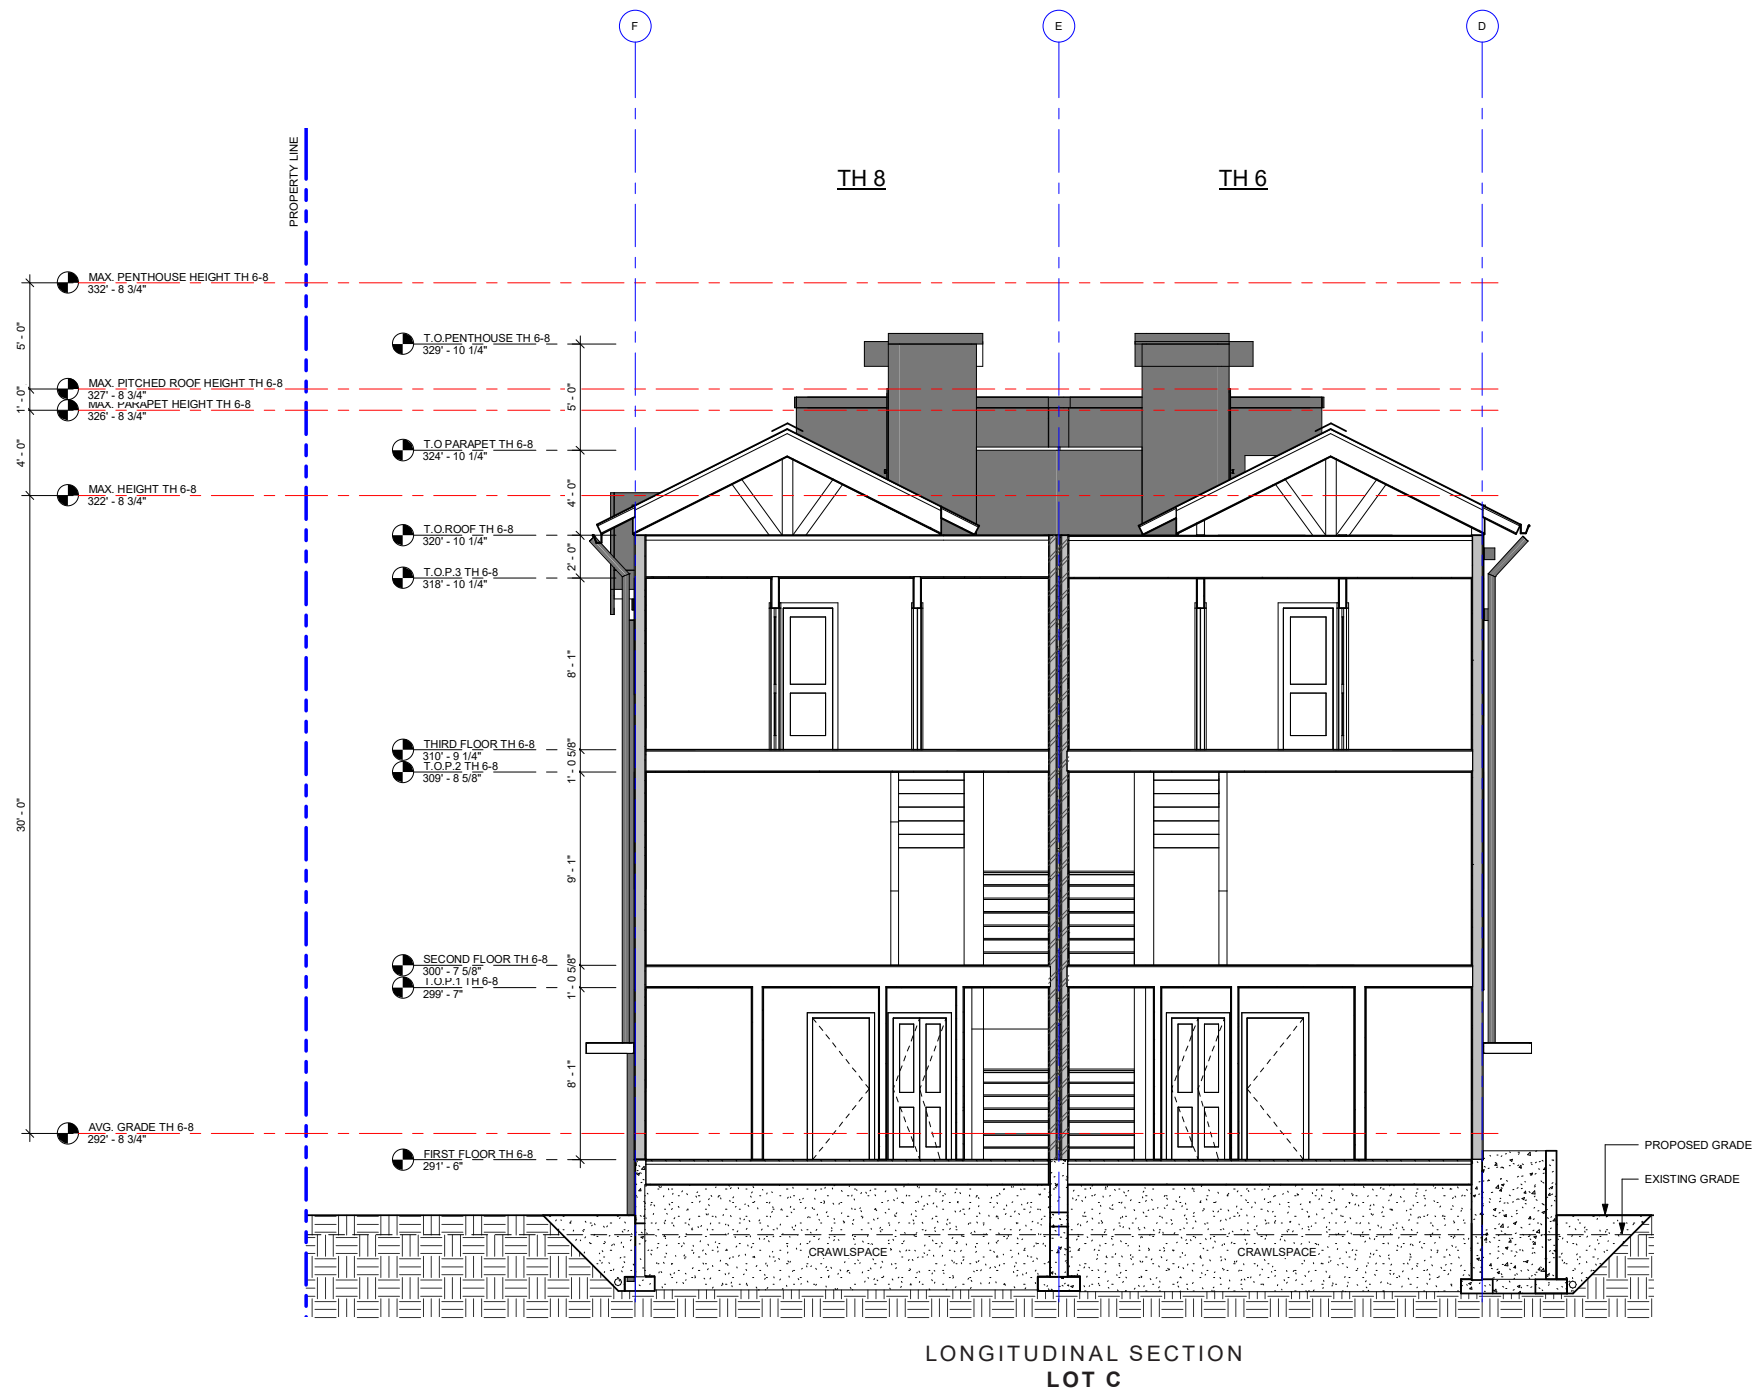 F
E
D
PROPERTY LINE
TH 8
TH 6
MAX. PENTHOUSE HEIGHT TH 6-8
332' - 8 3/4"
5' - 0"
T.O.PENTHOUSE TH 6-8
329' - 10 1/4"
MAX. PITCHED ROOF HEIGHT TH 6-8
327' - 8 3/4"
1' - 0"
MAX. PARAPET HEIGHT TH 6-8
326' - 8 3/4"
5' - 0"
4' - 0"
T.O PARAPET TH 6-8
324' - 10 1/4"
MAX. HEIGHT TH 6-8
322' - 8 3/4"
4' - 0"
T.O.ROOF TH 6-8
320' - 10 1/4"
2' - 0"
T.O.P.3 TH 6-8
318' - 10 1/4"
8' - 1"
THIRD FLOOR TH 6-8
310' - 9 1/4"
1' - 0 5/8"
T.O.P.2 TH 6-8
309' - 8 5/8"
30' - 0"
9' - 1"
SECOND FLOOR TH 6-8
300' - 7 5/8"
1' - 0 5/8"
T.O.P.1 TH 6-8
299' - 7"
8' - 1"
AVG. GRADE TH 6-8
292' - 8 3/4"
FIRST FLOOR TH 6-8
291' - 6"
PROPOSED GRADE
EXISTING GRADE
CRAWLSPACE
CRAWLSPACE
LONGITUDINAL SECTION
LOT C